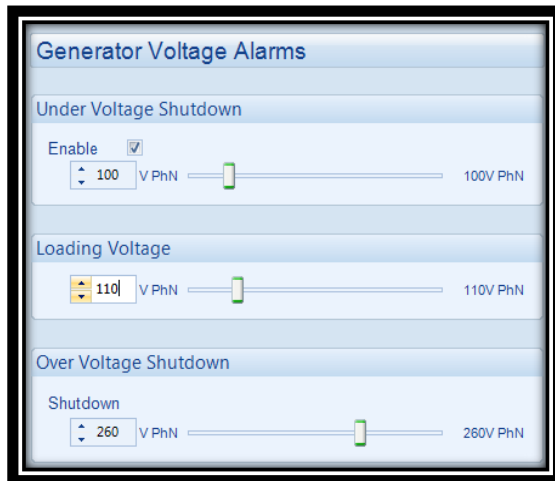 Generator Voltage Alarms
Under Voltage Shutdown
Enable
100 V PhN 100V PhN
Loading Voltage
110 V PhN 110V PhN
Over Voltage Shutdown
Shutdown
260 V PhN 260V PhN